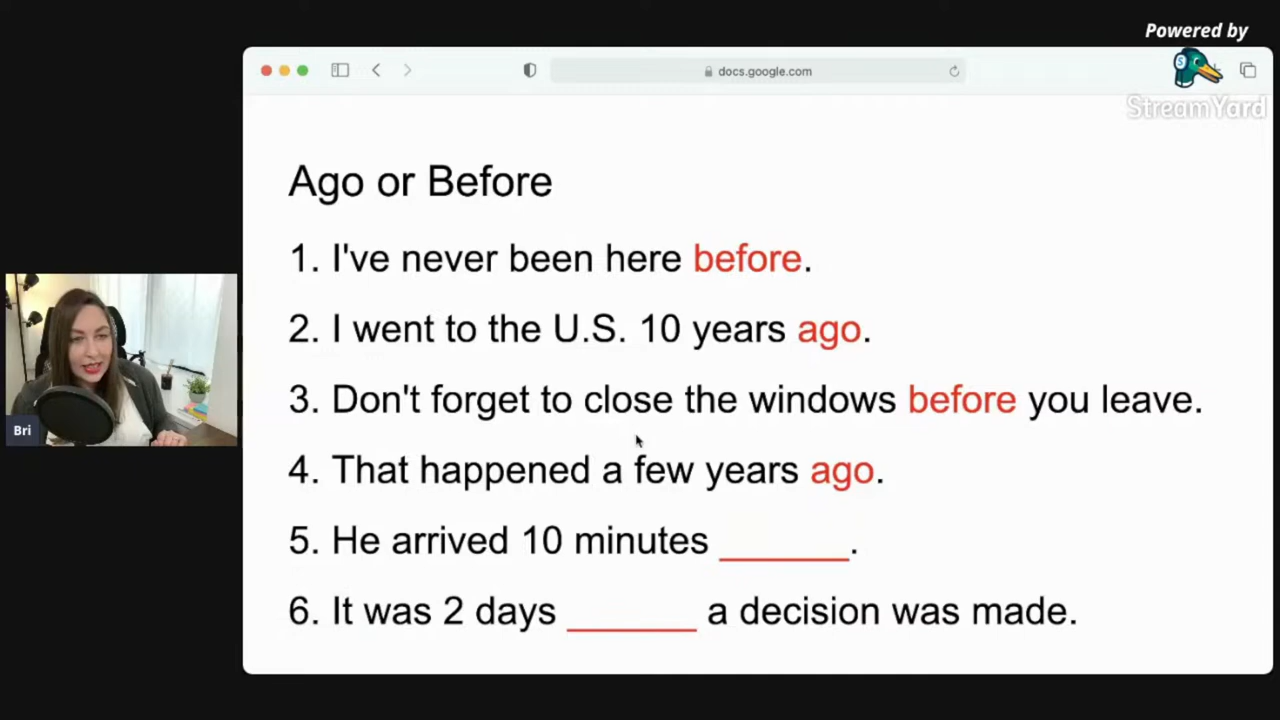 Powered by
StreamYard
docs.google.com
Ago or Before
1. I've never been here before.
2. I went to the U.S. 10 years ago.
3. Don't forget to close the windows before you leave.
4. That happened a few years ago.
5. He arrived 10 minutes _______.
6. It was 2 days _______ a decision was made.
Bri